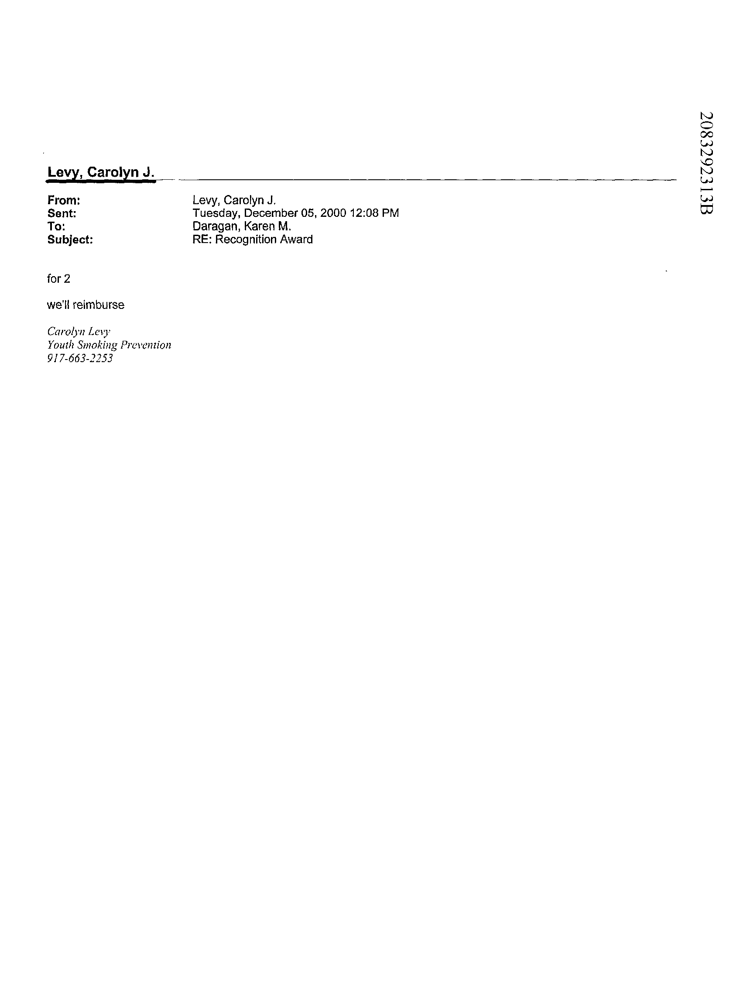 2083292313B
Levy, Carolyn J.
From: Levy, Carolyn J.
Sent: Tuesday, December 05, 2000 12:08 PM
To: Daragan, Karen M.
Subject: RE: Recognition Award
for 2
we'll reimburse
Carolyn Levy
Youth Smoking Prevention
917-663-2253